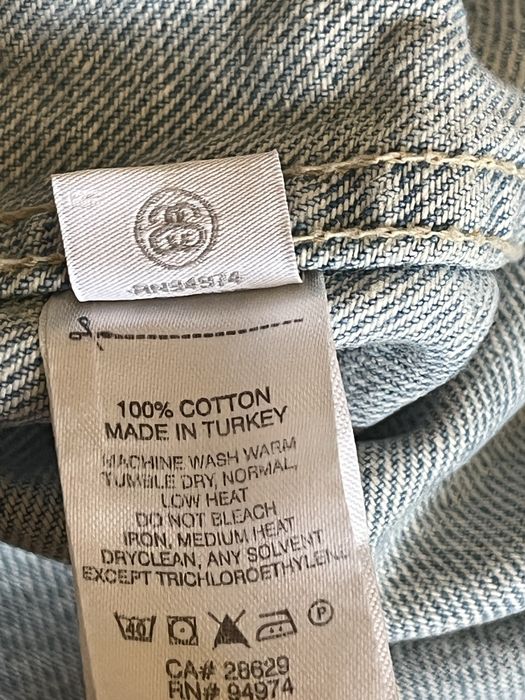 RN94974
100% COTTON
MADE IN TURKEY
MACHINE WASH WARM
TUMBLE DRY, NORMAL,
LOW HEAT
DO NOT BLEACH
IRON, MEDIUM HEAT
DRYCLEAN, ANY SOLVENT
EXCEPT TRICHLOROETHYLENE
40 P
CA# 28629
RN# 94974